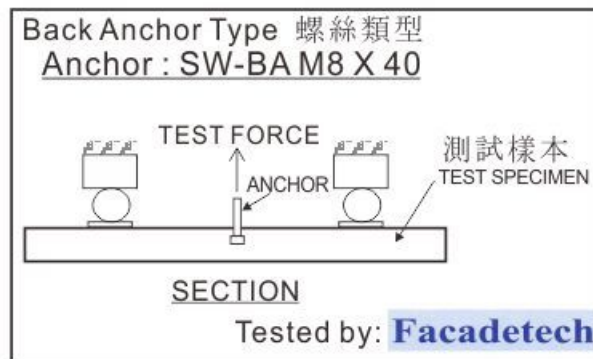 Back Anchor Type 螺絲類型
Anchor : SW-BA M8 X 40
TEST FORCE
ANCHOR
測試樣本
TEST SPECIMEN
SECTION
Tested by: Facadetech